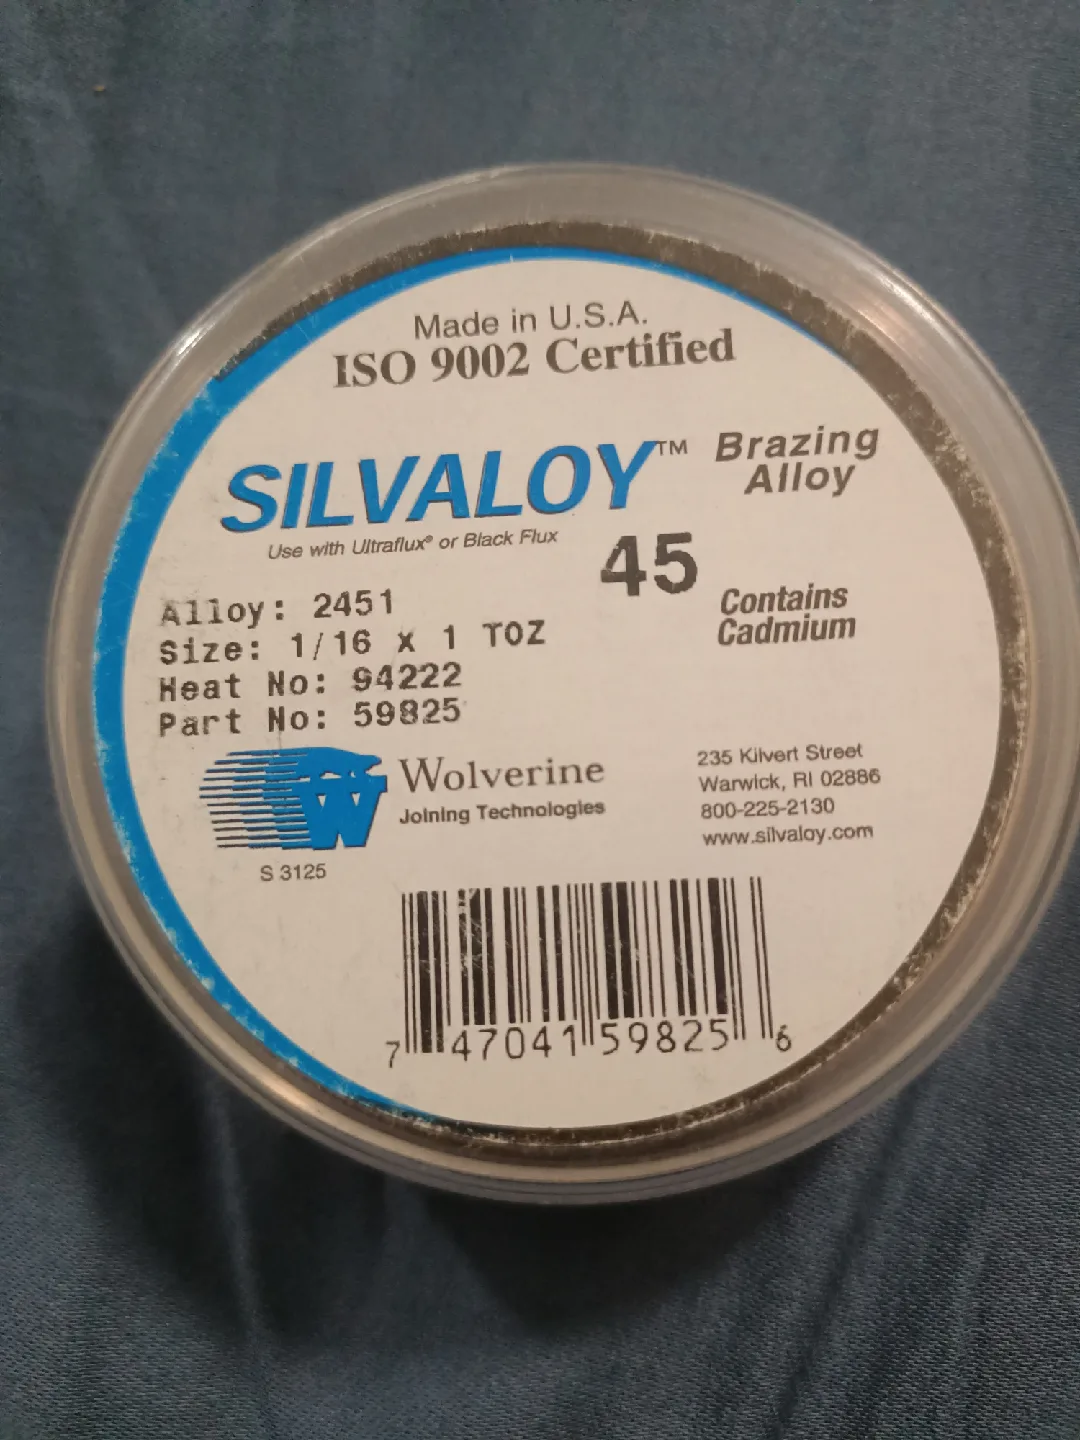 Made in U.S.A.
ISO 9002 Certified
SILVALOY™ Brazing
Alloy
Use with Ultraflux® or Black Flux
45
Contains
Cadmium
Alloy: 2451
Size: 1/16 x 1 TOZ
Heat No: 94222
Part No: 59825
W
Wolverine
Joining Technologies
S 3125
235 Kilvert Street
Warwick, RI 02886
800-225-2130
www.silvaloy.com
7 47041 59825 6